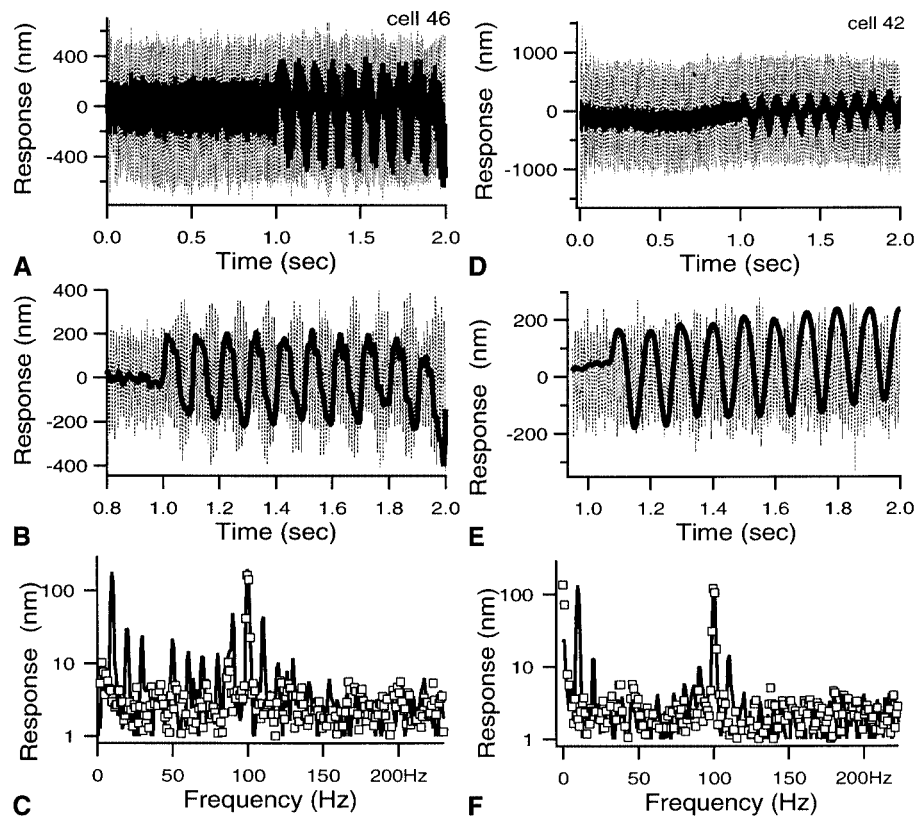 cell 46
Response (nm)
400
0
-400
0.0 0.5 1.0 1.5 2.0
Time (sec)
A
cell 42
Response (nm)
1000
0
-1000
0.0 0.5 1.0 1.5 2.0
Time (sec)
D
Response (nm)
400
200
0
-200
-400
0.8 1.0 1.2 1.4 1.6 1.8 2.0
Time (sec)
B
Response (nm)
200
0
-200
1.0 1.2 1.4 1.6 1.8 2.0
Time (sec)
E
Response (nm)
100
10
1
0 50 100 150 200Hz
Frequency (Hz)
C
Response (nm)
100
10
1
0 50 100 150 200Hz
Frequency (Hz)
F